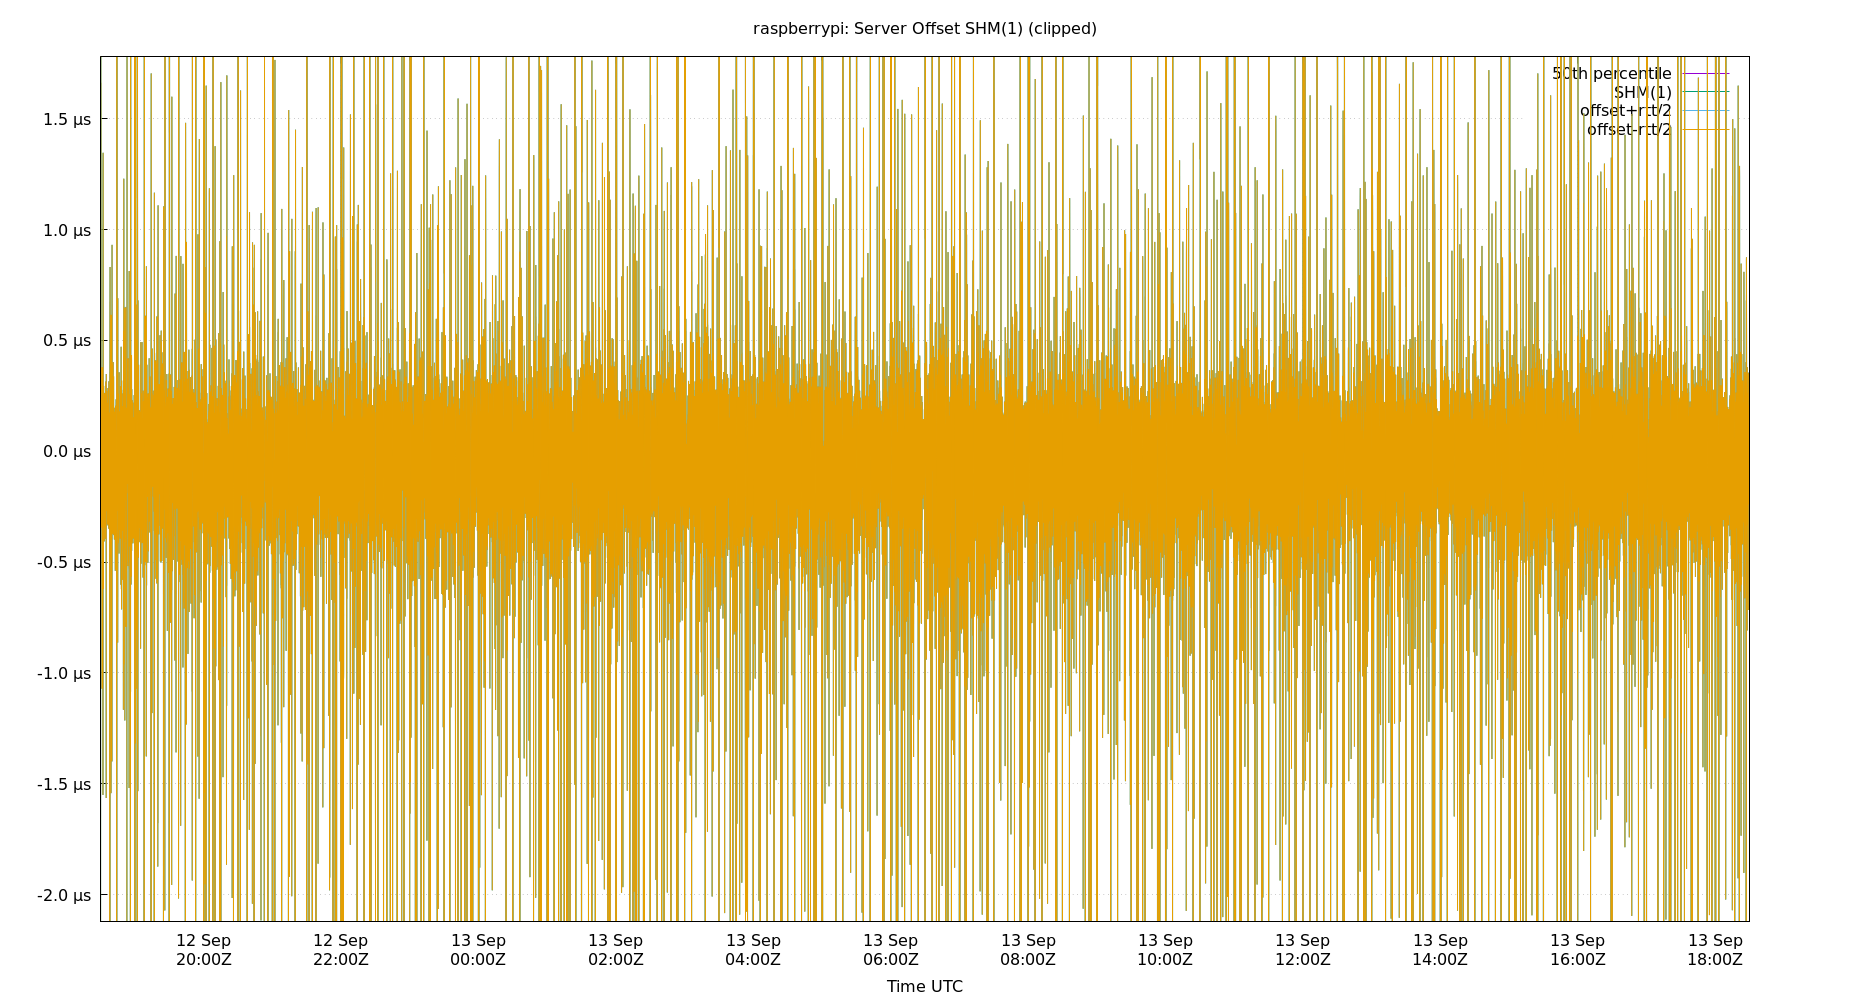 raspberrypi: Server Offset SHM(1) (clipped)
50th percentile
SHM(1)
offset+rtt/2
offset-rtt/2
1.5 µs
1.0 µs
0.5 µs
0.0 µs
-0.5 µs
-1.0 µs
-1.5 µs
-2.0 µs
12 Sep 12 Sep 13 Sep 13 Sep 13 Sep 13 Sep 13 Sep 13 Sep 13 Sep 13 Sep 13 Sep 13 Sep
20:00Z 22:00Z 00:00Z 02:00Z 04:00Z 06:00Z 08:00Z 10:00Z 12:00Z 14:00Z 16:00Z 18:00Z
Time UTC